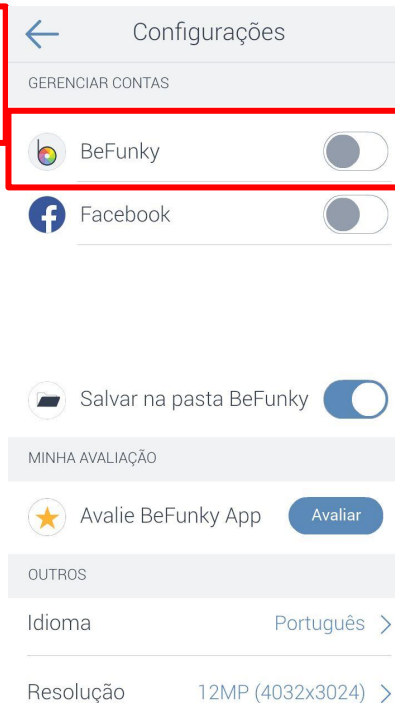 Configurações
GERENCIAR CONTAS
BeFunky
Facebook
Salvar na pasta BeFunky
MINHA AVALIAÇÃO
Avalie BeFunky App Avaliar
OUTROS
Idioma Português
Resolução 12MP (4032x3024)